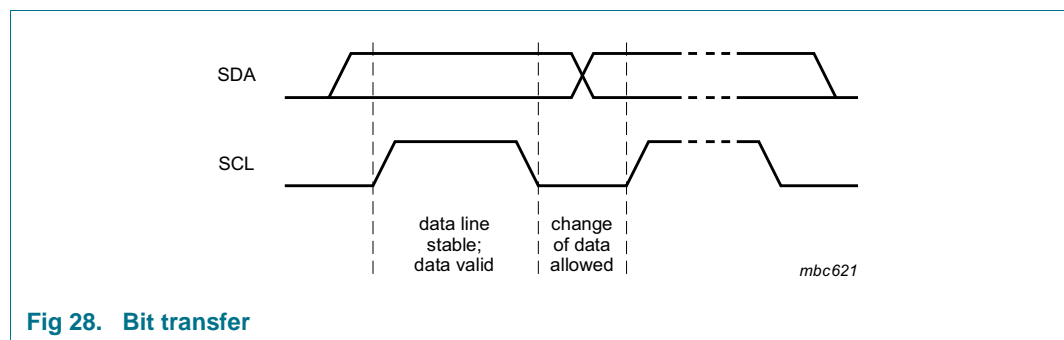 SDA
SCL
data line
stable;
data valid
change
of data
allowed
mbc621
Fig 28. Bit transfer